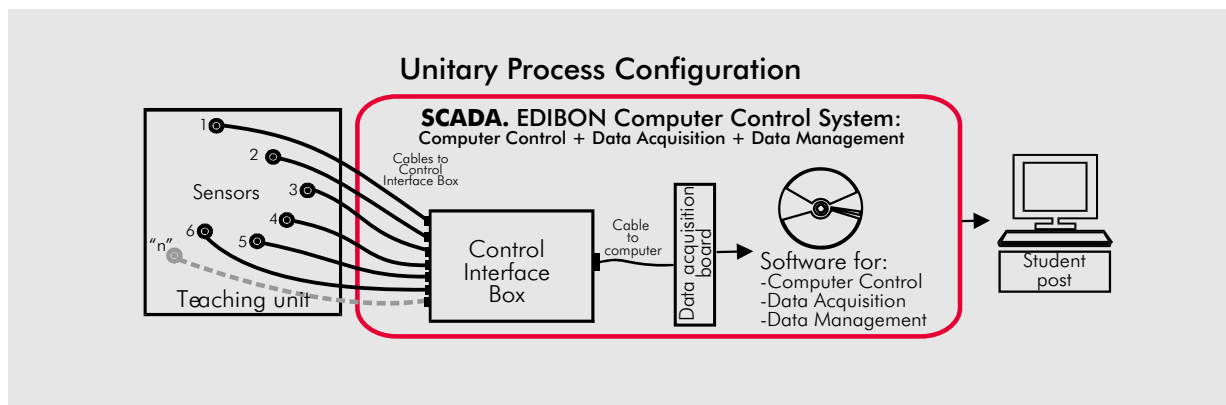 Unitary Process Configuration
SCADA. EDIBON Computer Control System:
Computer Control + Data Acquisition + Data Management
1
2
3
4
5
6
"n"
Sensors
Teaching unit
Cables to
Control
Interface Box
Control
Interface
Box
Cable
to
computer
Data acquisition
board
Software for:
-Computer Control
-Data Acquisition
-Data Management
Student
post